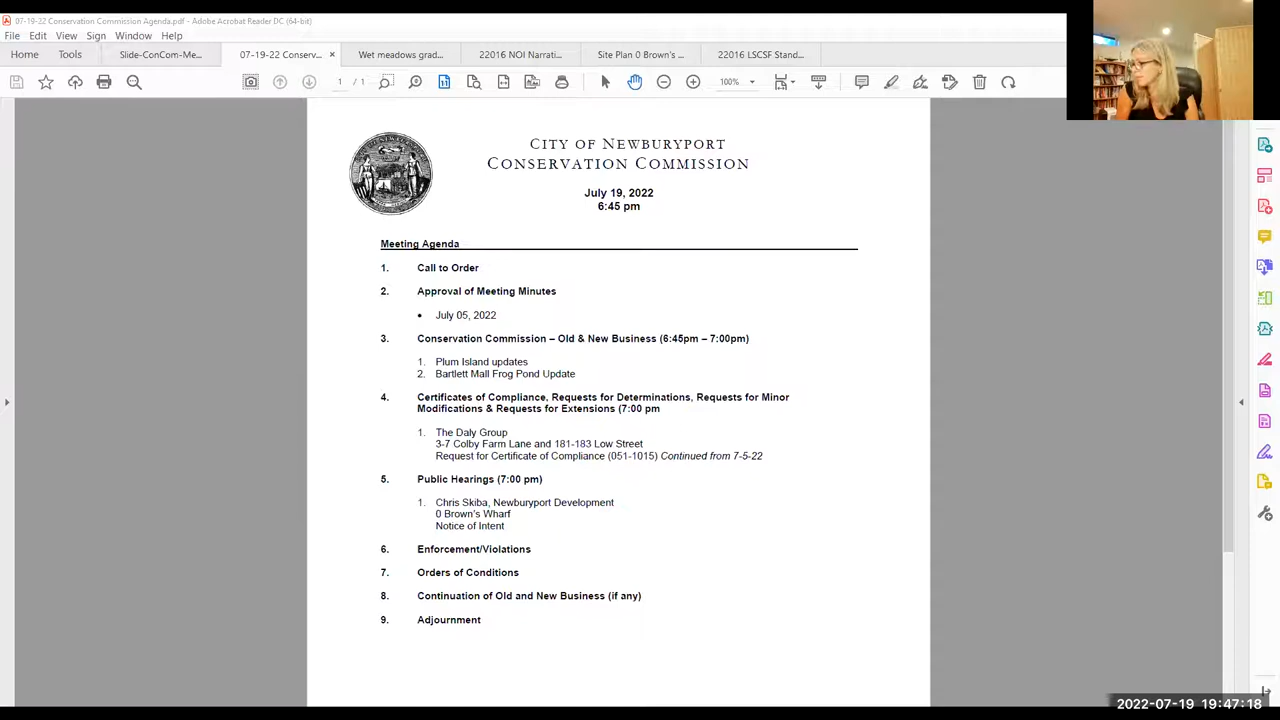 07-19-22 Conservation Commission Agenda.pdf - Adobe Acrobat Reader DC (64-bit)
File Edit View Sign Window Help
Home Tools Slide-ConCom-Me... 07-19-22 Conserv... × Wet meadows grad... 22016 NOI Narrati... Site Plan 0 Brown's ... 22016 LSCSF Stand...
1 / 1 100%
CITY OF NEWBURYPORT
CONSERVATION COMMISSION
July 19, 2022
6:45 pm
Meeting Agenda
1. Call to Order
2. Approval of Meeting Minutes
• July 05, 2022
3. Conservation Commission – Old & New Business (6:45pm – 7:00pm)
1. Plum Island updates
2. Bartlett Mall Frog Pond Update
4. Certificates of Compliance, Requests for Determinations, Requests for Minor
Modifications & Requests for Extensions (7:00 pm
1. The Daly Group
3-7 Colby Farm Lane and 181-183 Low Street
Request for Certificate of Compliance (051-1015) Continued from 7-5-22
5. Public Hearings (7:00 pm)
1. Chris Skiba, Newburyport Development
0 Brown's Wharf
Notice of Intent
6. Enforcement/Violations
7. Orders of Conditions
8. Continuation of Old and New Business (if any)
9. Adjournment
2022-07-19 19:47:18